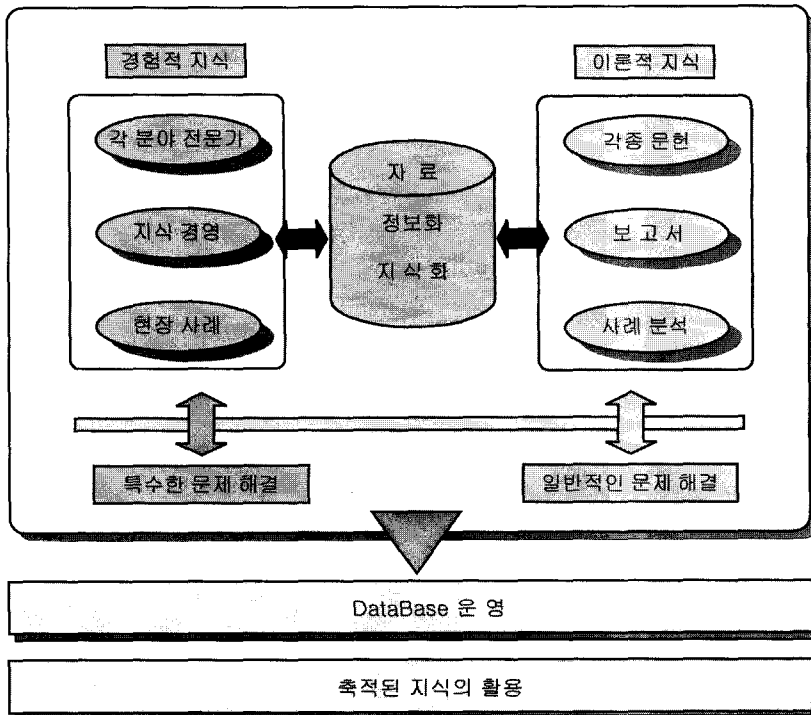 경험적 지식
이론적 지식
각 분야 전문가
지식 경영
현장 사례
자 료
정보화
지식화
각종 문헌
보 고 서
사례 분석
특수한 문제 해결
일반적인 문제 해결
DataBase 운 영
축적된 지식의 활용